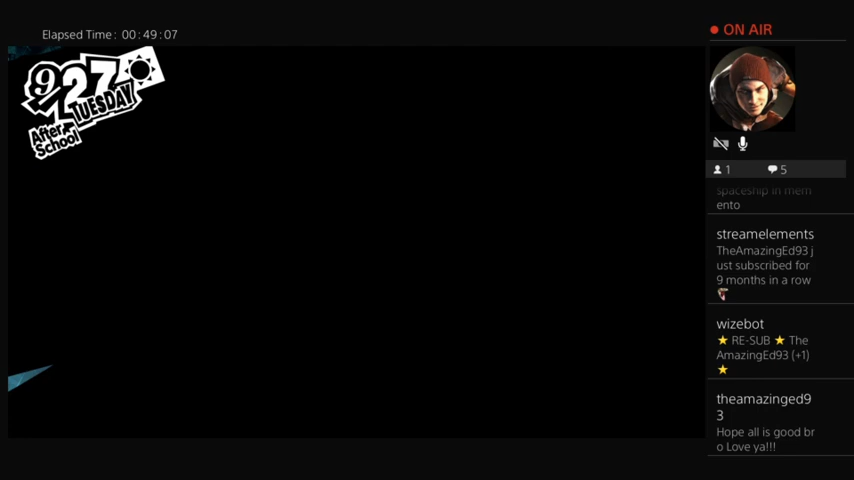 Elapsed Time: 00:49:07
9/27
TUESDAY
After
School
ON AIR
1
5
spaceship in mem
ento
streamelements
TheAmazingEd93 j
ust subscribed for
9 months in a row
wizebot
★ RE-SUB ★ The
AmazingEd93 (+1)
★
theamazinged9
3
Hope all is good br
o Love ya!!!